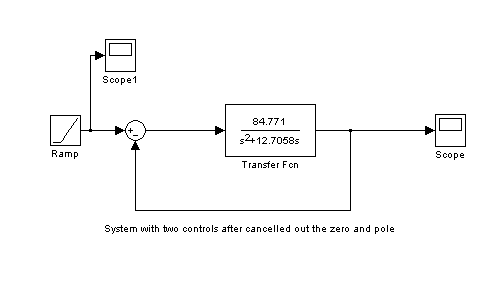 Scope1
Ramp
+
−
84.771
s²+12.7058s
Transfer Fcn
Scope
System with two controls after cancelled out the zero and pole